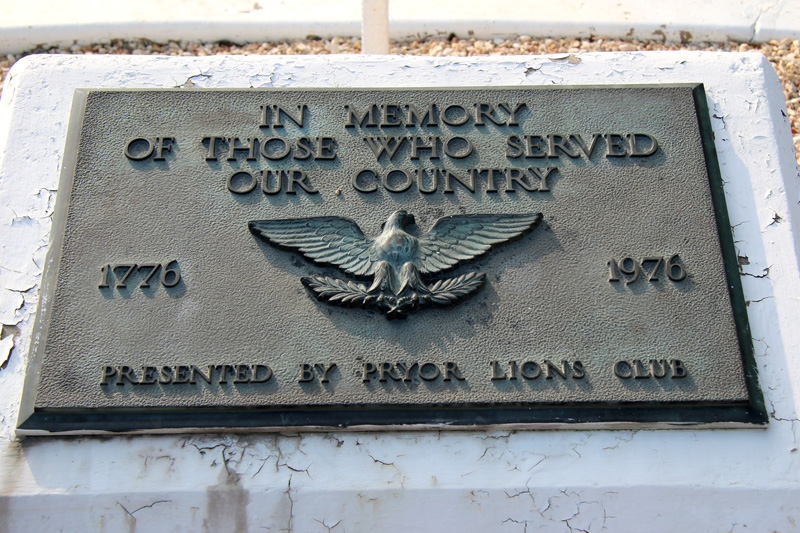 IN MEMORY
OF THOSE WHO SERVED
OUR COUNTRY
1776 1976
PRESENTED BY PRYOR LIONS CLUB